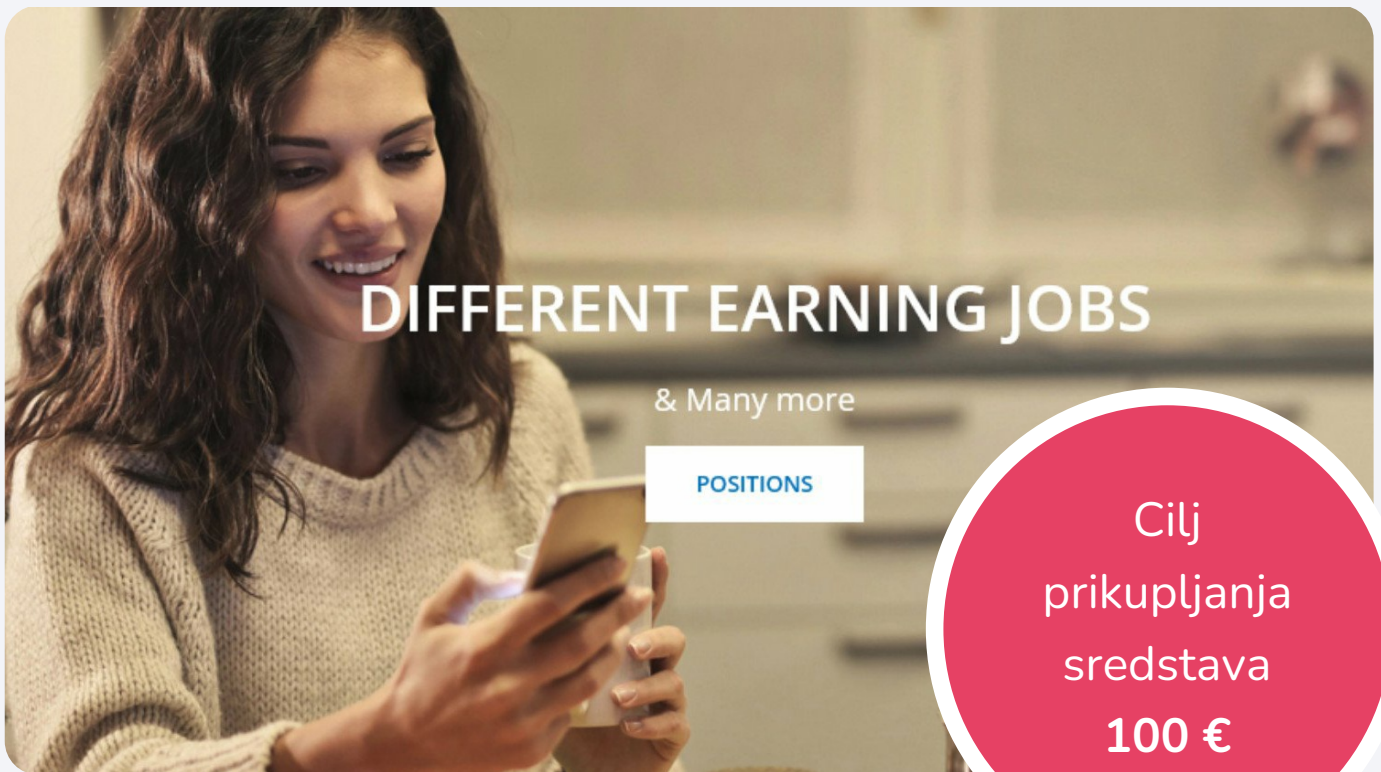 DIFFERENT EARNING JOBS
& Many more
POSITIONS
Cilj
prikupljanja
sredstava
100 €